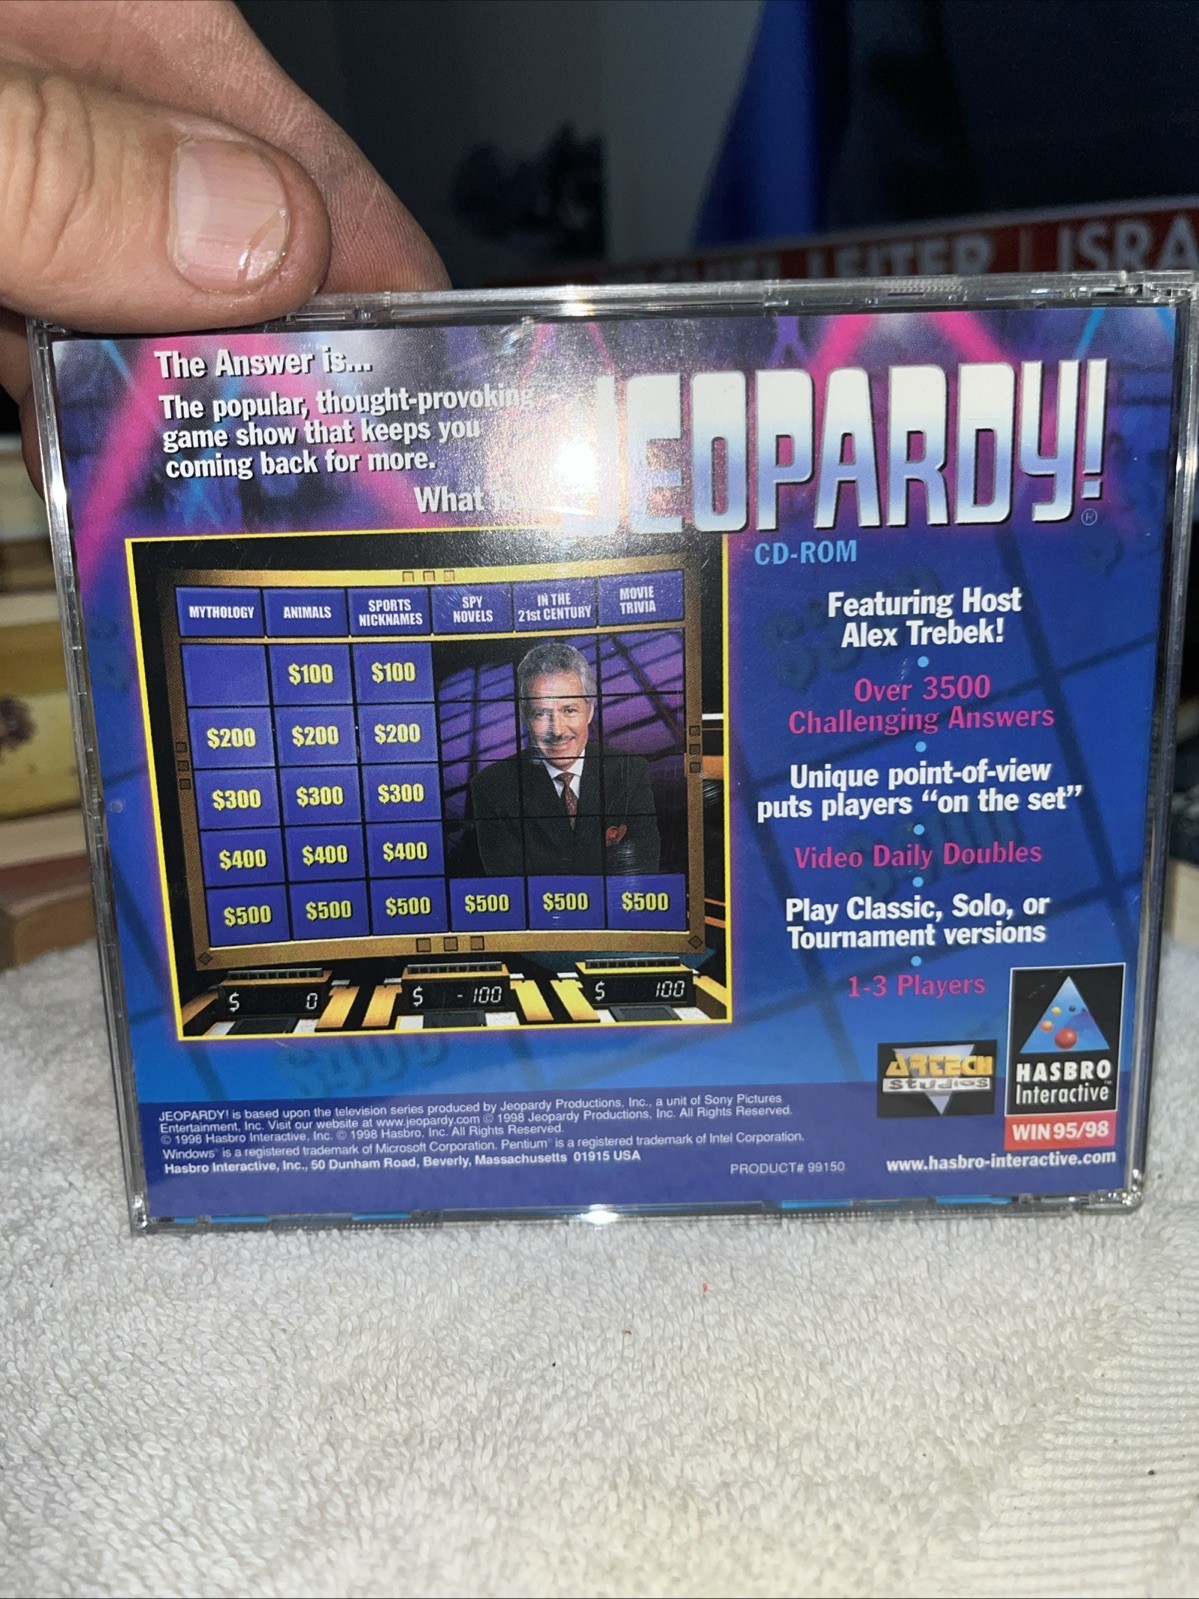 LEITER | ISRA
The Answer is...
The popular, thought-provoking
game show that keeps you
coming back for more.
What is
JEOPARDY!®
CD-ROM
MYTHOLOGY
ANIMALS
SPORTS
NICKNAMES
SPY
NOVELS
IN THE
21st CENTURY
MOVIE
TRIVIA
$100 $100
$200 $200 $200
$300 $300 $300
$400 $400 $400
$500 $500 $500 $500 $500 $500
$ 0 $ -100 $ 100
Featuring Host
Alex Trebek!
Over 3500
Challenging Answers
Unique point-of-view
puts players “on the set”
Video Daily Doubles
Play Classic, Solo, or
Tournament versions
1-3 Players
ARTECH
studios
HASBRO
Interactive™
WIN 95/98
JEOPARDY! is based upon the television series produced by Jeopardy Productions, Inc., a unit of Sony Pictures
Entertainment, Inc. Visit our website at www.jeopardy.com © 1998 Jeopardy Productions, Inc. All Rights Reserved.
© 1998 Hasbro Interactive, Inc. © 1998 Hasbro, Inc. All Rights Reserved.
Windows® is a registered trademark of Microsoft Corporation. Pentium® is a registered trademark of Intel Corporation.
Hasbro Interactive, Inc., 50 Dunham Road, Beverly, Massachusetts 01915 USA
PRODUCT# 99150
www.hasbro-interactive.com